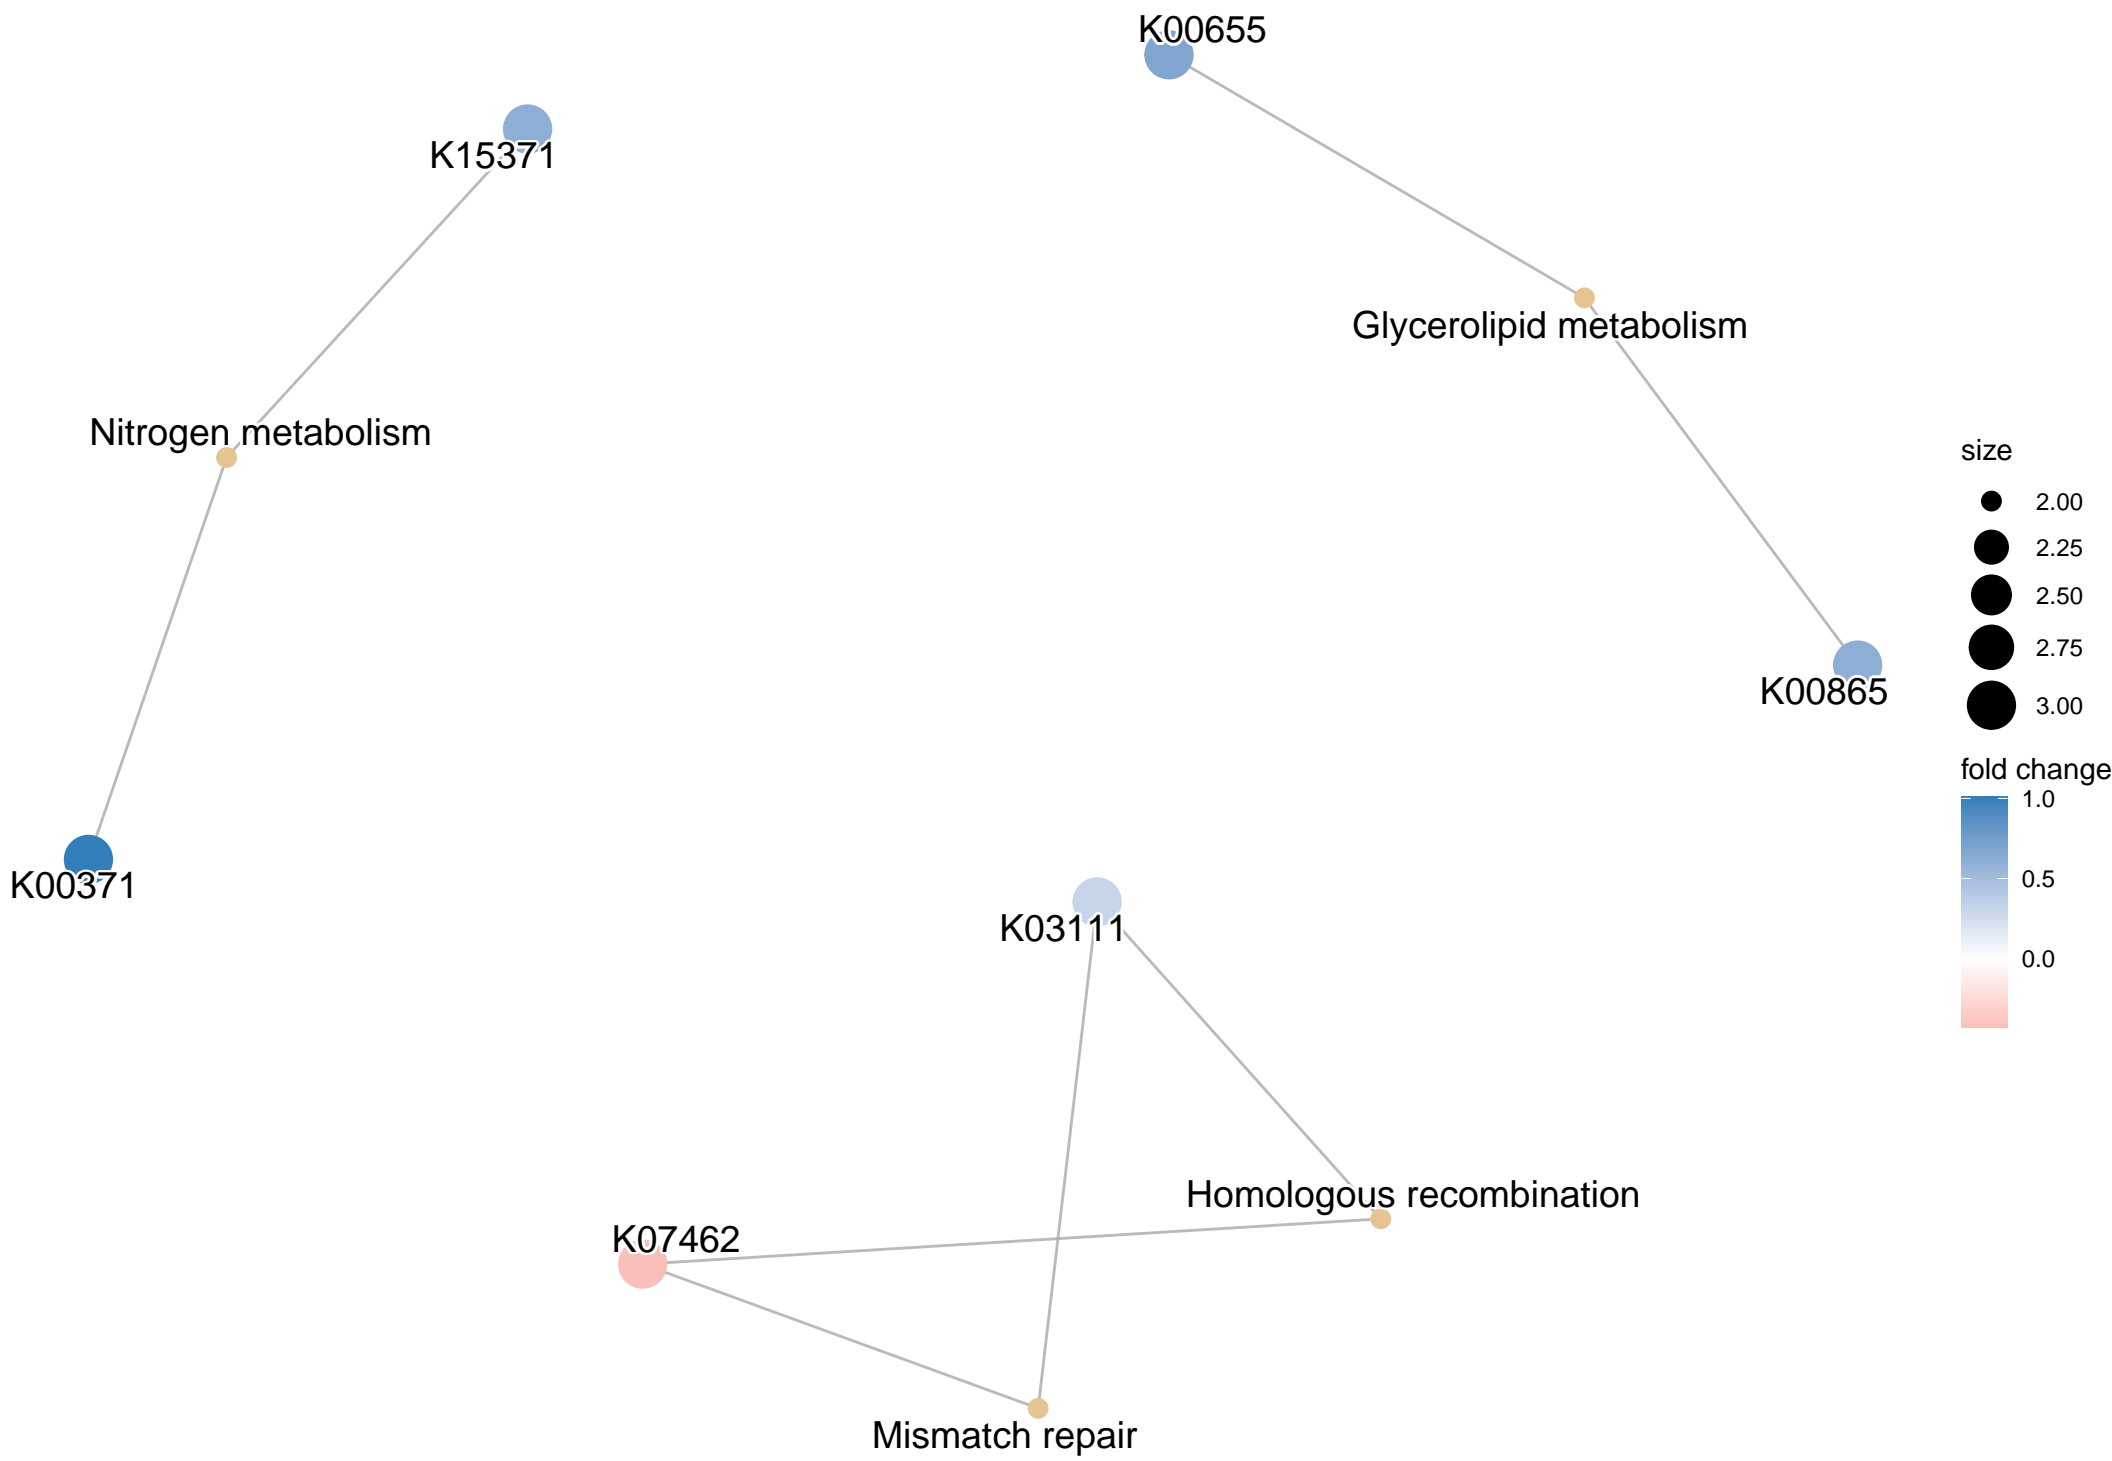 K00655
K15371
Glycerolipid metabolism
Nitrogen metabolism
K00865
K00371
K03111
Homologous recombination
K07462
Mismatch repair
size
2.00
2.25
2.50
2.75
3.00
fold change
1.0
0.5
0.0